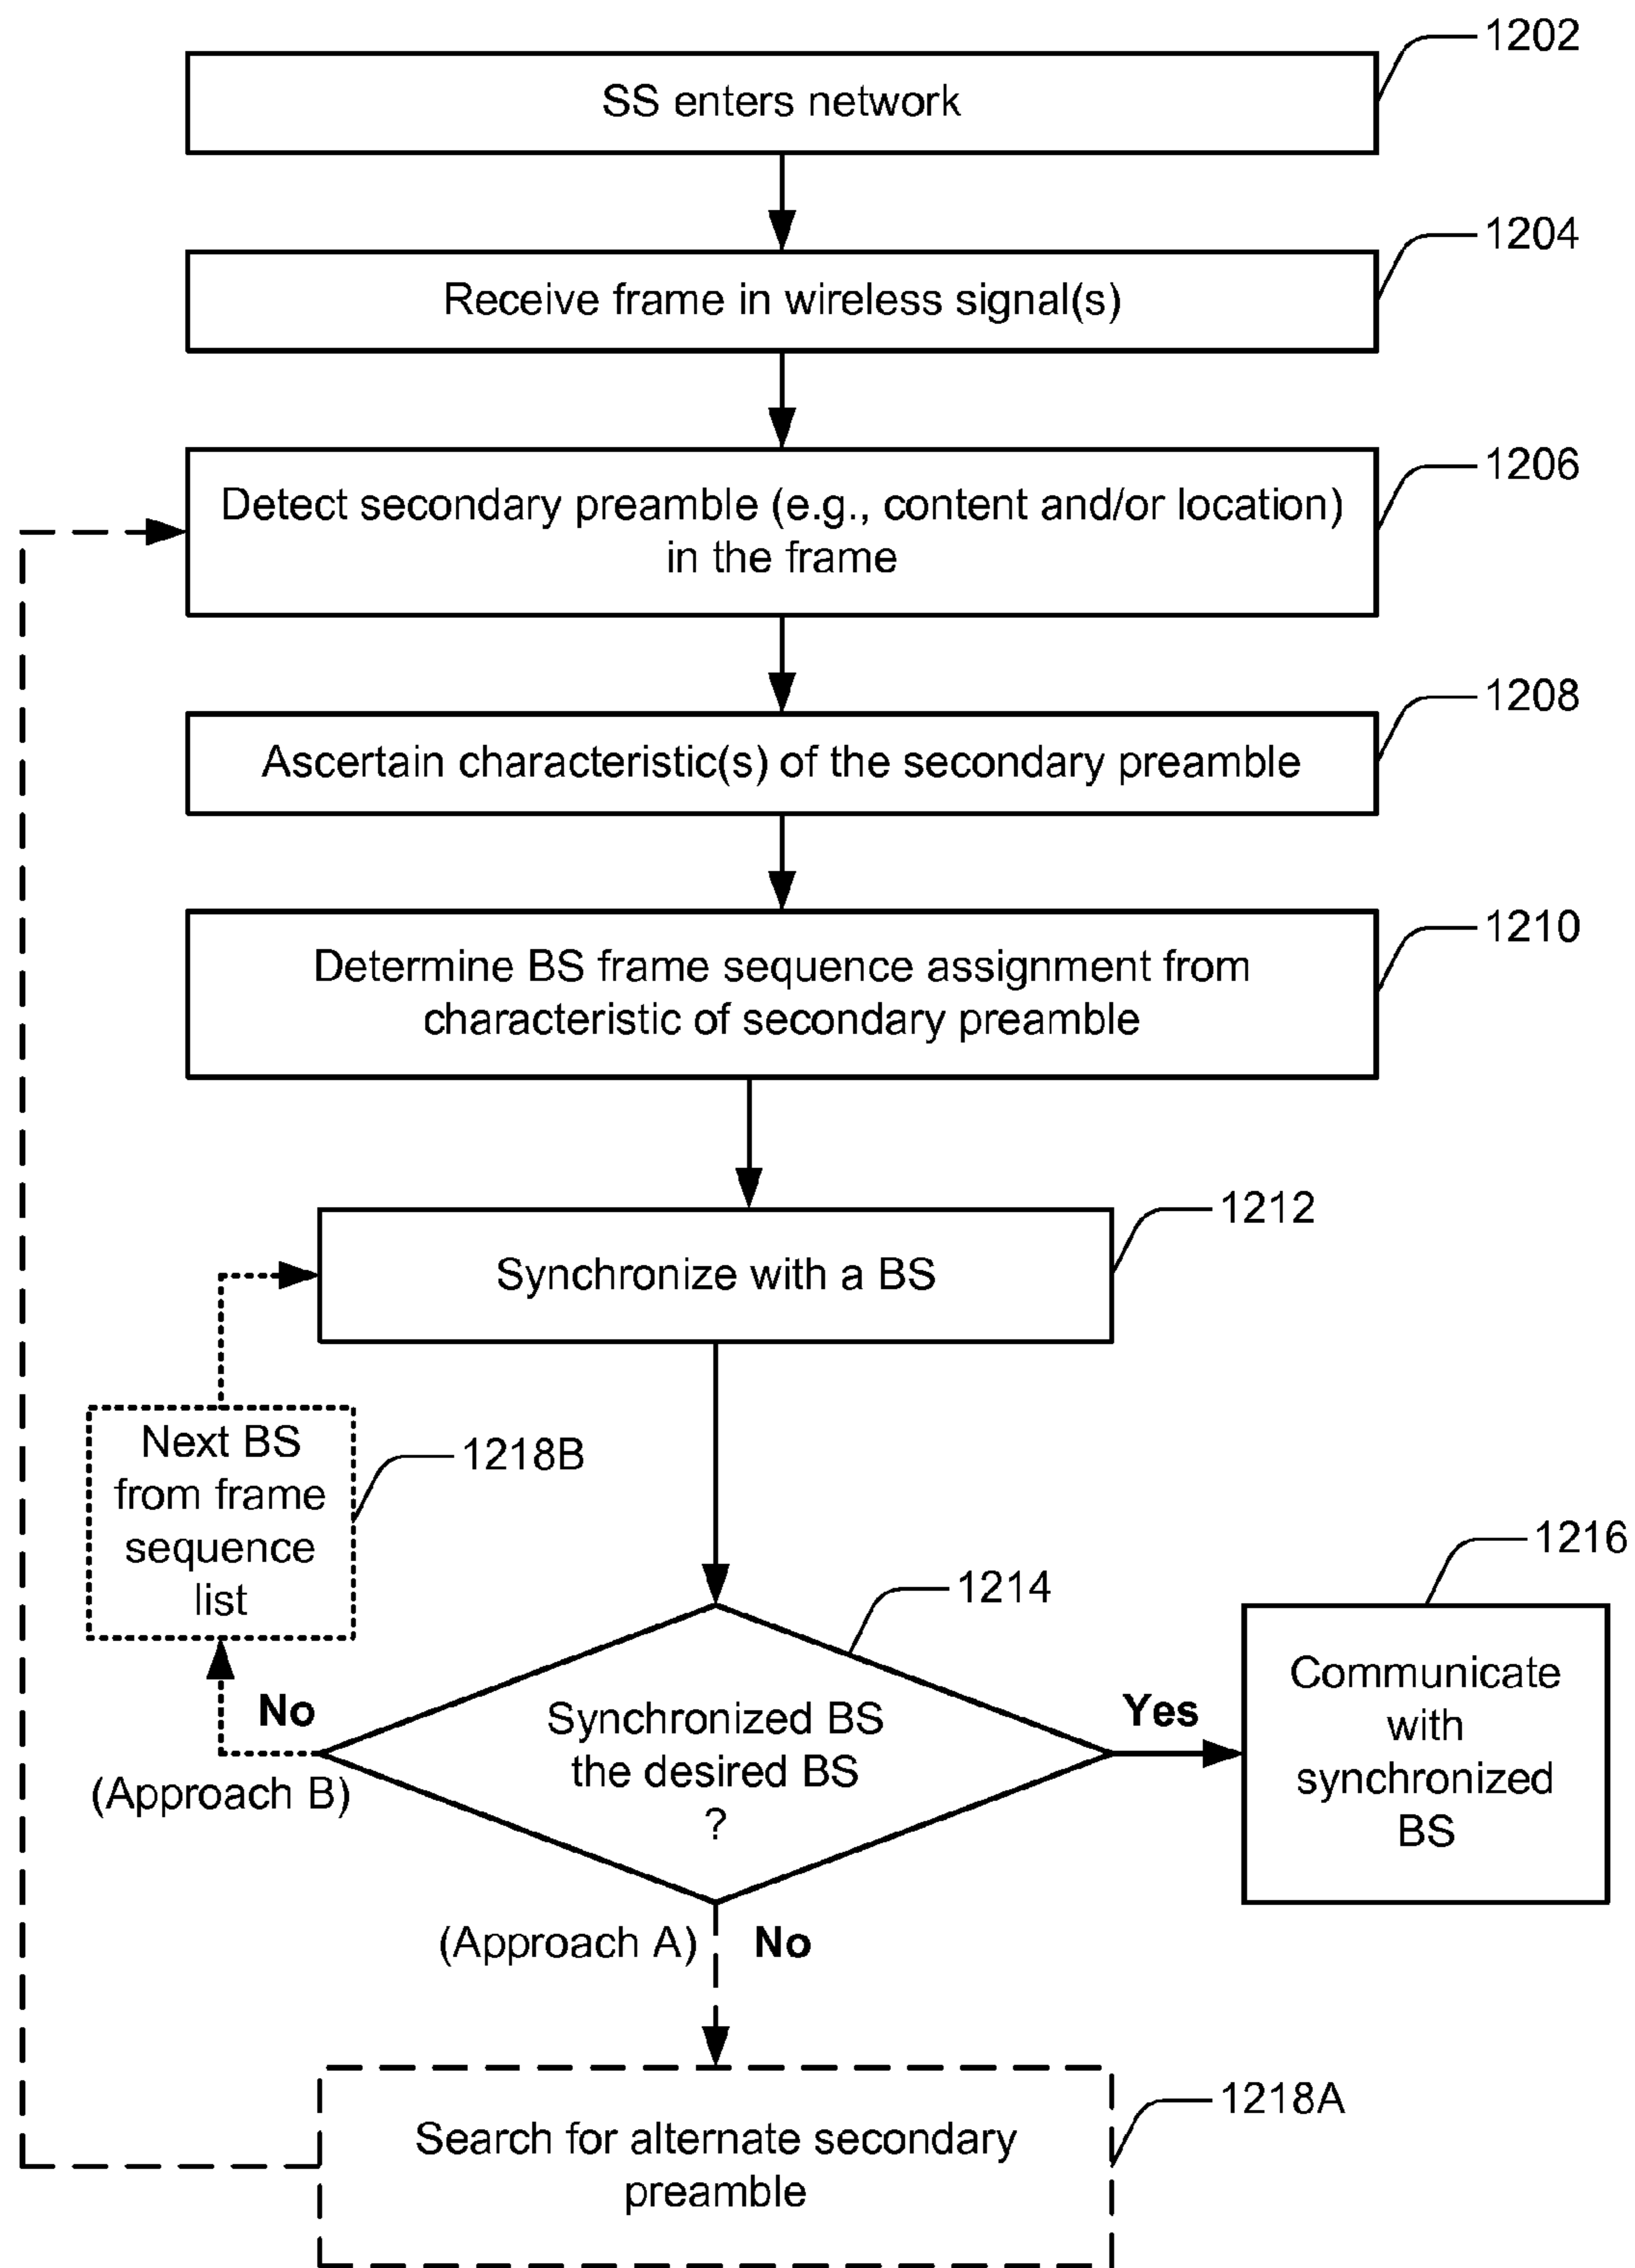 1202
SS enters network
1204
Receive frame in wireless signal(s)
1206
Detect secondary preamble (e.g., content and/or location)
in the frame
1208
Ascertain characteristic(s) of the secondary preamble
1210
Determine BS frame sequence assignment from
characteristic of secondary preamble
1212
Synchronize with a BS
Next BS
from frame
sequence
list
1218B
1214
1216
Synchronized BS
the desired BS
?
No
(Approach B)
Yes
Communicate
with
synchronized
BS
(Approach A)
No
1218A
Search for alternate secondary
preamble